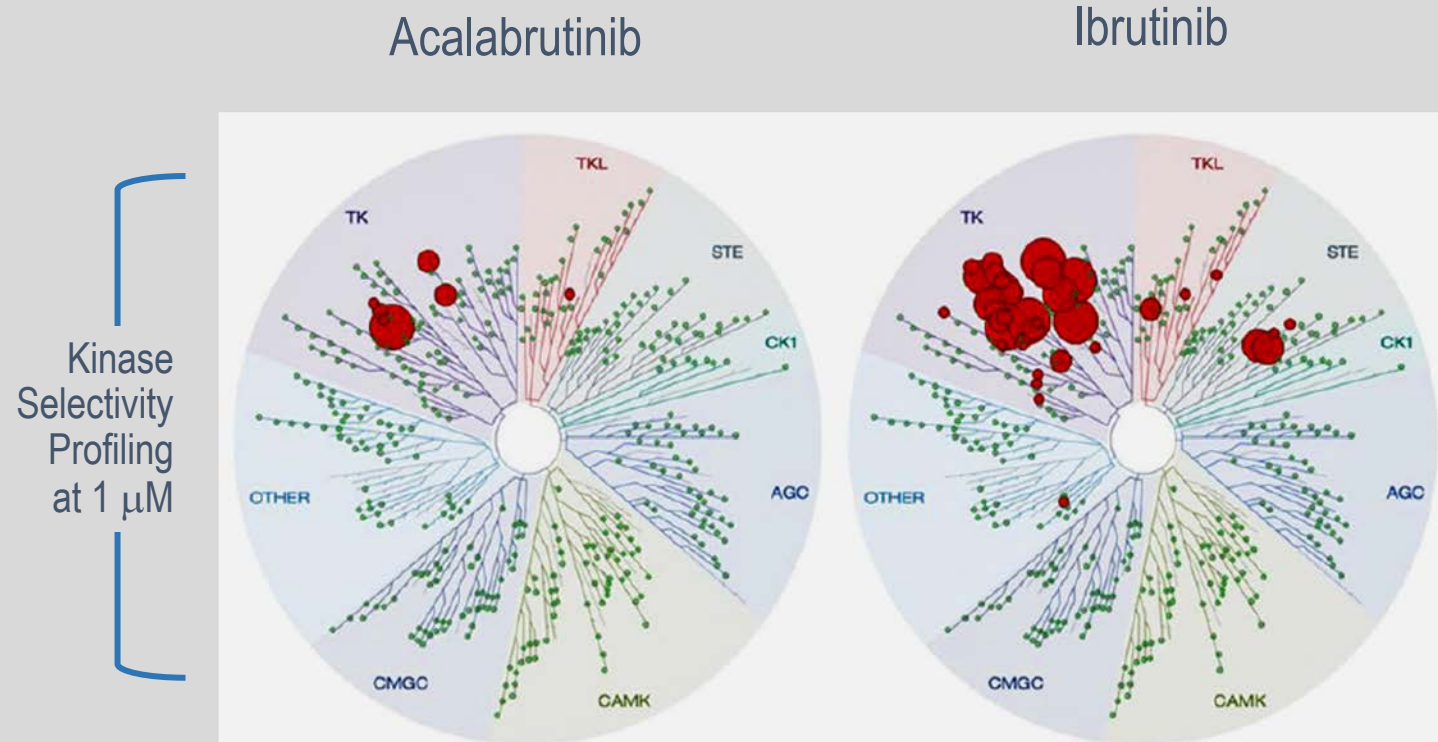 Acalabrutinib
Ibrutinib
Kinase
Selectivity
Profiling
at 1 μM
TKL
TK
STE
CK1
AGC
OTHER
CMGC
CAMK
TKL
TK
STE
CK1
AGC
OTHER
CMGC
CAMK